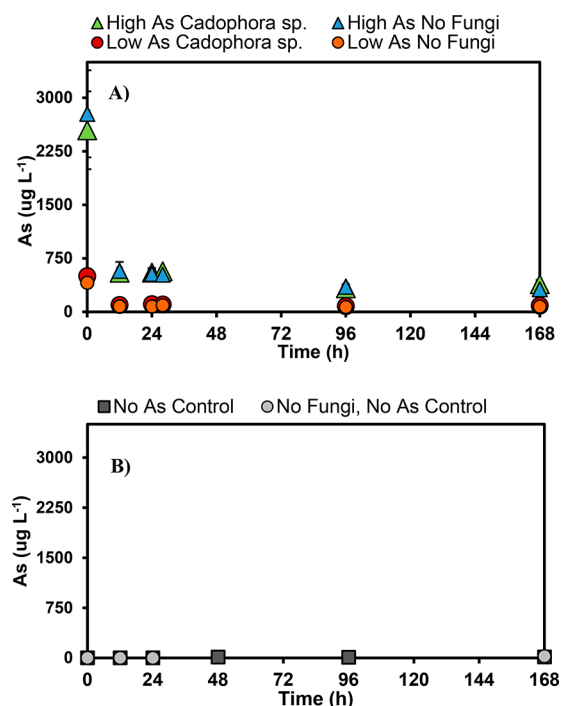 High As Cadophora sp. High As No Fungi
Low As Cadophora sp. Low As No Fungi
A)
3000
2250
1500
750
0
As (ug L-1)
0 24 48 72 96 120 144 168
Time (h)
No As Control No Fungi, No As Control
B)
3000
2250
1500
750
0
As (ug L-1)
0 24 48 72 96 120 144 168
Time (h)